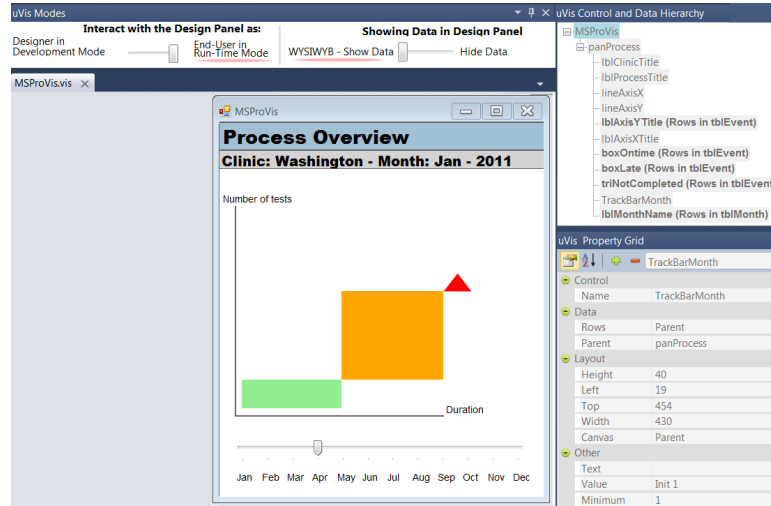 uVis Modes
Interact with the Design Panel as:
Showing Data in Design Panel
Designer in
Development Mode
End-User in
Run-Time Mode
WYSIWYB - Show Data
Hide Data
MSProVis.vis
MSProVis
Process Overview
Clinic: Washington - Month: Jan - 2011
Number of tests
Duration
Jan Feb Mar Apr May Jun Jul Aug Sep Oct Nov Dec
uVis Control and Data Hierarchy
MSProVis
panProcess
lblClinicTitle
lblProcessTitle
lineAxisX
lineAxisY
lblAxisYTitle (Rows in tblEvent)
lblAxisXTitle
boxOntime (Rows in tblEvent)
boxLate (Rows in tblEvent)
triNotCompleted (Rows in tblEvent
TrackBarMonth
lblMonthName (Rows in tblMonth)
uVis Property Grid
TrackBarMonth
Control
Name TrackBarMonth
Data
Rows Parent
Parent panProcess
Layout
Height 40
Left 19
Top 454
Width 430
Canvas Parent
Other
Text
Value Init 1
Minimum 1